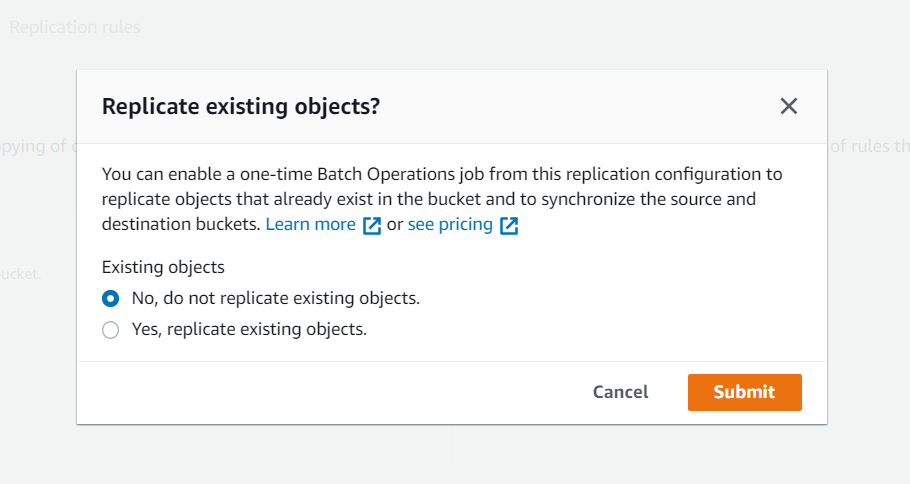 Replication rules
Replicate existing objects?
pying of
of rules th
You can enable a one-time Batch Operations job from this replication configuration to
replicate objects that already exist in the bucket and to synchronize the source and
destination buckets. Learn more or see pricing
Existing objects
ucket.
No, do not replicate existing objects.
Yes, replicate existing objects.
Cancel
Submit